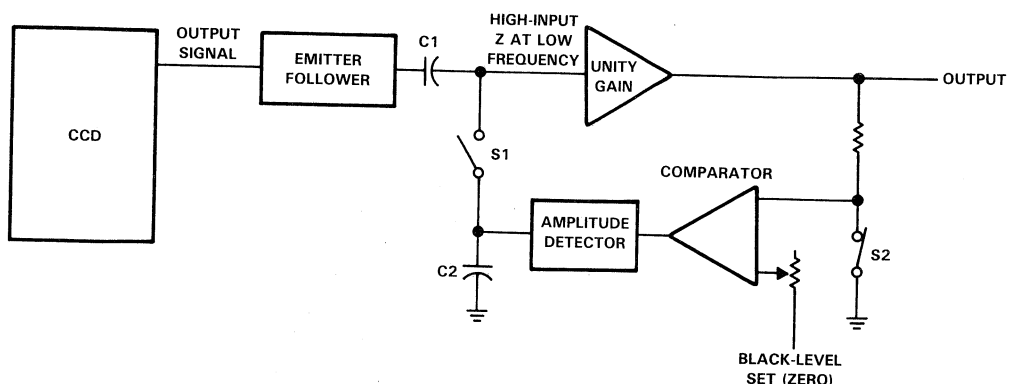 OUTPUT
SIGNAL
HIGH-INPUT
Z AT LOW
FREQUENCY
C1
EMITTER
FOLLOWER
UNITY
GAIN
OUTPUT
CCD
S1
COMPARATOR
AMPLITUDE
DETECTOR
S2
C2
BLACK-LEVEL
SET (ZERO)